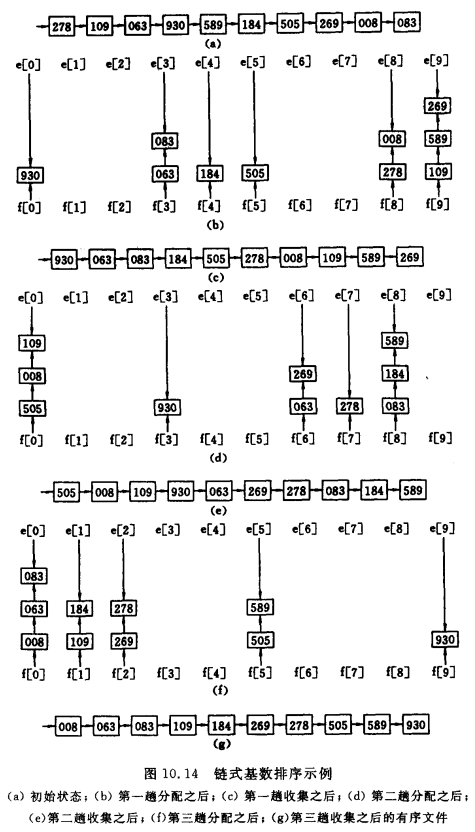 278 109 063 930 589 184 505 269 008 083
(a)
e[0] e[1] e[2] e[3] e[4] e[5] e[6] e[7] e[8] e[9]
269
083 008 589
930 063 184 505 278 109
f[0] f[1] f[2] f[3] f[4] f[5] f[6] f[7] f[8] f[9]
(b)
930 063 083 184 505 278 008 109 589 269
(c)
e[0] e[1] e[2] e[3] e[4] e[5] e[6] e[7] e[8] e[9]
109 589
008 269 184
505 930 063 278 083
f[0] f[1] f[2] f[3] f[4] f[5] f[6] f[7] f[8] f[9]
(d)
505 008 109 930 063 269 278 083 184 589
(e)
e[0] e[1] e[2] e[3] e[4] e[5] e[6] e[7] e[8] e[9]
083
063 184 278 589
008 109 269 505 930
f[0] f[1] f[2] f[3] f[4] f[5] f[6] f[7] f[8] f[9]
(f)
008 063 083 109 184 269 278 505 589 930
(g)
图 10.14 链式基数排序示例
(a) 初始状态；(b) 第一趟分配之后；(c) 第一趟收集之后；(d) 第二趟分配之后；
(e)第二趟收集之后；(f)第三趟分配之后；(g)第三趟收集之后的有序文件